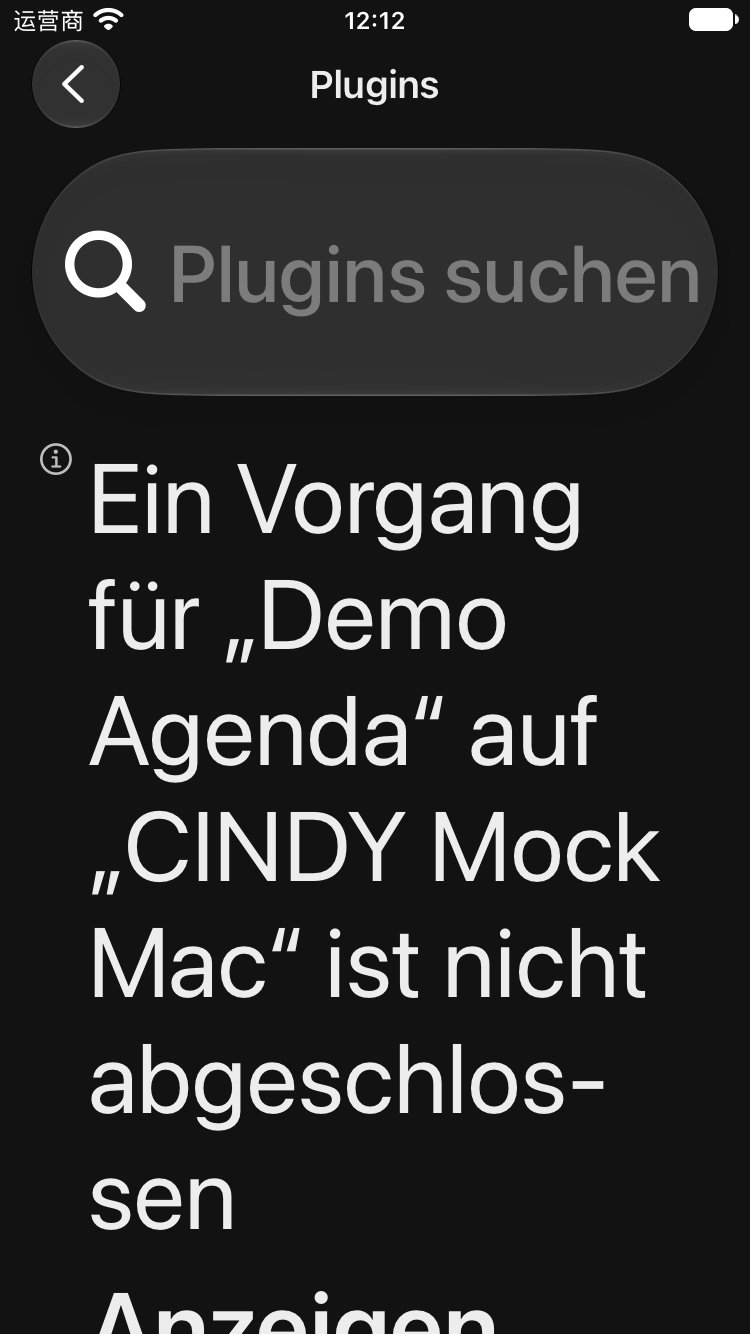 运营商
12:12
Plugins
Plugins suchen
Ein Vorgang
für „Demo
Agenda“ auf
„CINDY Mock
Mac“ ist nicht
abgeschlos-
sen
Anzeigen